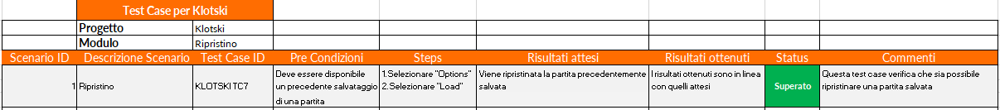 Test Case per Klotski
Progetto Klotski
Modulo Ripristino
Scenario ID Descrizione Scenario Test Case ID Pre Condizioni Steps Risultati attesi Risultati ottenuti Status Commenti
1 Ripristino KLOTSKI TC7
Deve essere disponibile
un precedente salvataggio
di una partita
1.Selezionare "Options"
2.Selezionare "Load"
Viene ripristinata la partita precedentemente
salvata
I risultati ottenuti sono in linea
con quelli attesi
Superato
Questa test case verifica che sia possibile
ripristinare una partita salvata